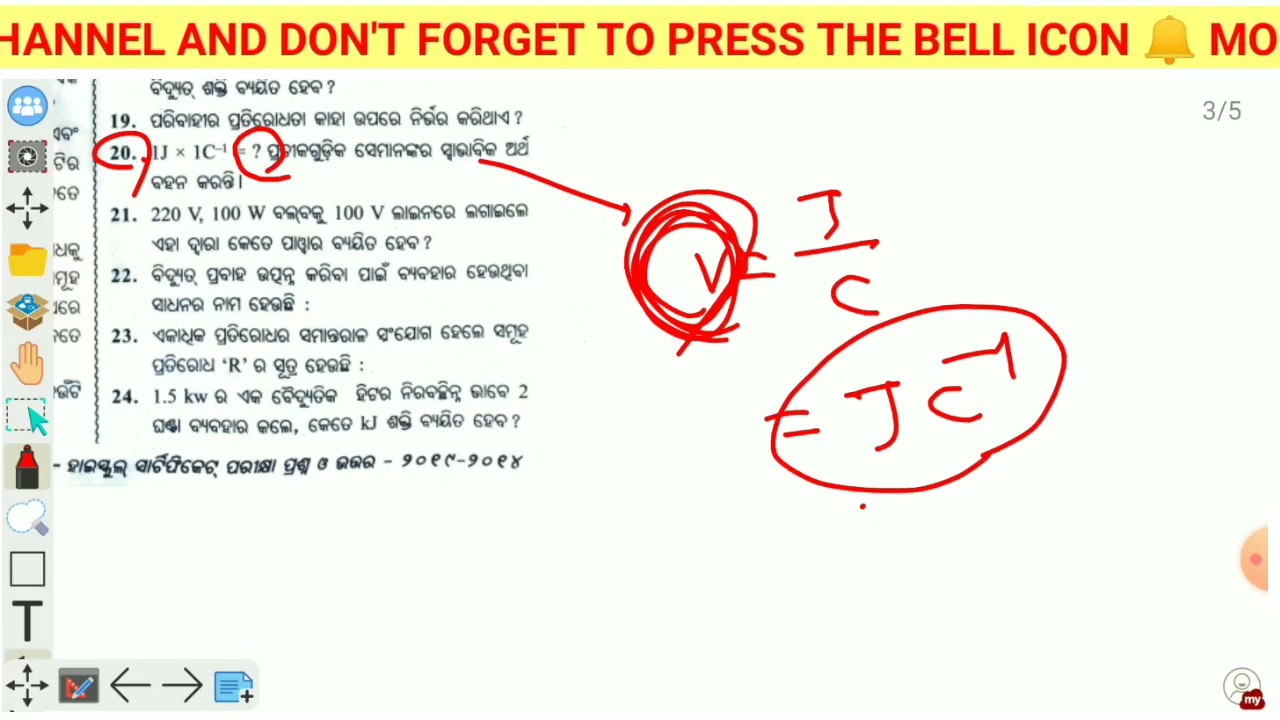 HANNEL AND DON'T FORGET TO PRESS THE BELL ICON 🔔 MO
3/5
ବିଦ୍ୟୁତ୍ ଶକ୍ତି ବ୍ୟୟିତ ହେବ ?
19. ପରିବାହୀର ପ୍ରତିରୋଧତା କାହା ଉପରେ ନିର୍ଭର କରିଥାଏ ?
20. 1J × 1C⁻¹ = ? ପ୍ରତୀକଗୁଡ଼ିକ ସେମାନଙ୍କର ସ୍ୱାଭାବିକ ଅର୍ଥ
ବହନ କରନ୍ତି।
21. 220 V, 100 W ବଲ୍‌ବକୁ 100 V ଲାଇନରେ ଲଗାଇଲେ
ଏହା ଦ୍ୱାରା କେତେ ପାୱାର ବ୍ୟୟିତ ହେବ ?
22. ବିଦ୍ୟୁତ୍ ପ୍ରବାହ ଉତ୍ପନ୍ନ କରିବା ପାଇଁ ବ୍ୟବହାର ହେଉଥିବା
ସାଧନର ନାମ ହେଉଛି :
23. ଏକାଧିକ ପ୍ରତିରୋଧର ସମାନ୍ତରାଳ ସଂଯୋଗ ହେଲେ ସମୂହ
ପ୍ରତିରୋଧ ‘R’ ର ସୂତ୍ର ହେଉଛି :
24. 1.5 kw ର ଏକ ବୈଦ୍ୟୁତିକ ହିଟର ନିରବଚ୍ଛିନ୍ନ ଭାବେ 2
ଘଣ୍ଟା ବ୍ୟବହାର କଲେ, କେତେ kJ ଶକ୍ତି ବ୍ୟୟିତ ହେବ ?
- ହାଇସ୍କୁଲ୍ ସାର୍ଟିଫିକେଟ୍ ପରୀକ୍ଷା ପ୍ରଶ୍ନ ଓ ଉତ୍ତର - ୨୦୧୯-୨୦୧୪
V = J/C
= JC⁻¹
T
my